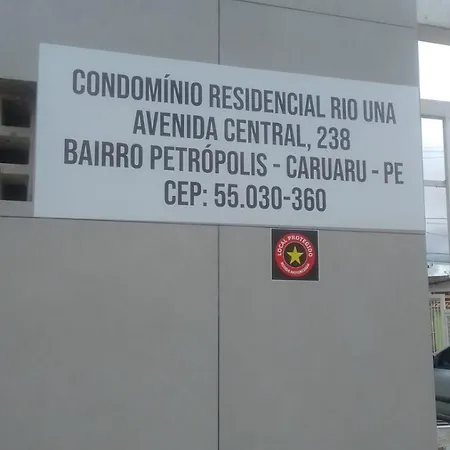 CONDOMÍNIO RESIDENCIAL RIO UNA
AVENIDA CENTRAL, 238
BAIRRO PETRÓPOLIS - CARUARU - PE
CEP: 55.030-360
LOCAL PROTEGIDO